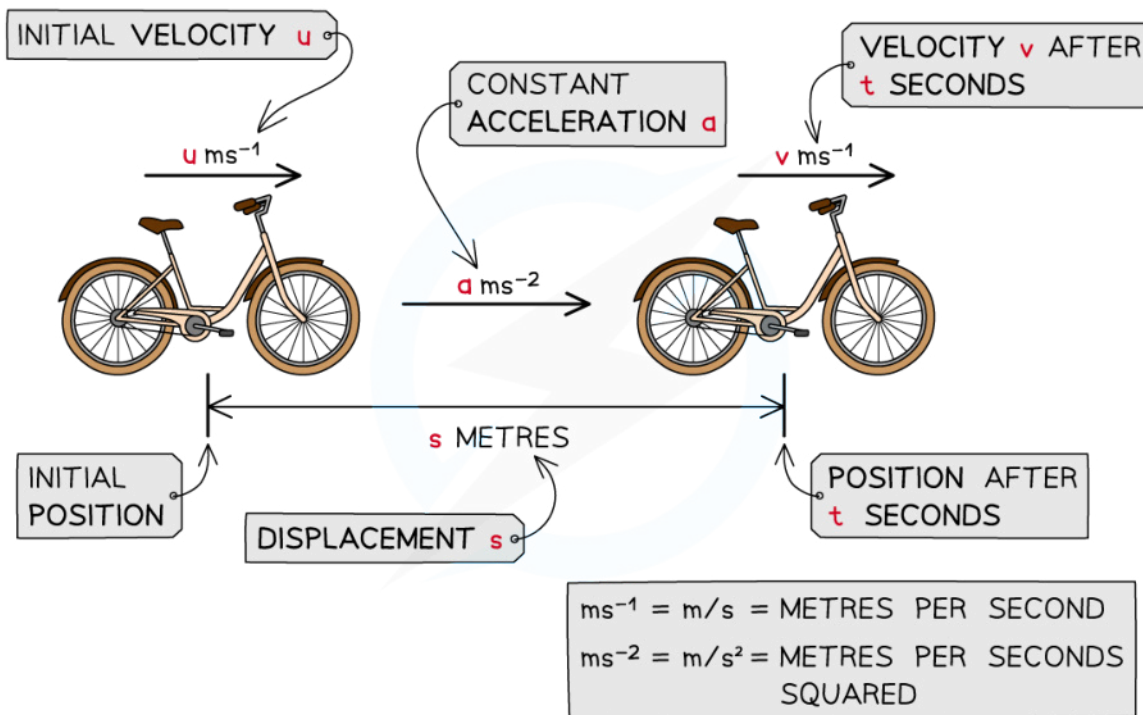 INITIAL VELOCITY u
VELOCITY v AFTER
t SECONDS
CONSTANT
ACCELERATION a
u ms⁻¹
v ms⁻¹
a ms⁻²
s METRES
INITIAL
POSITION
DISPLACEMENT s
POSITION AFTER
t SECONDS
ms⁻¹ = m/s = METRES PER SECOND
ms⁻² = m/s² = METRES PER SECONDS
SQUARED